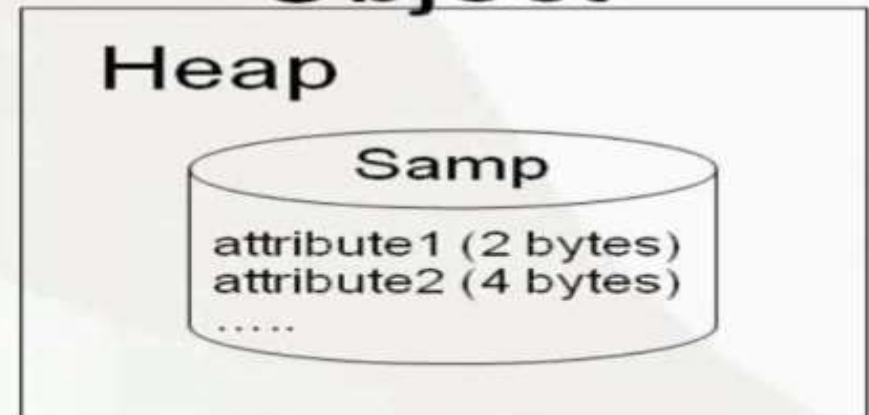 Heap
Samp
attribute1 (2 bytes)
attribute2 (4 bytes)
.....